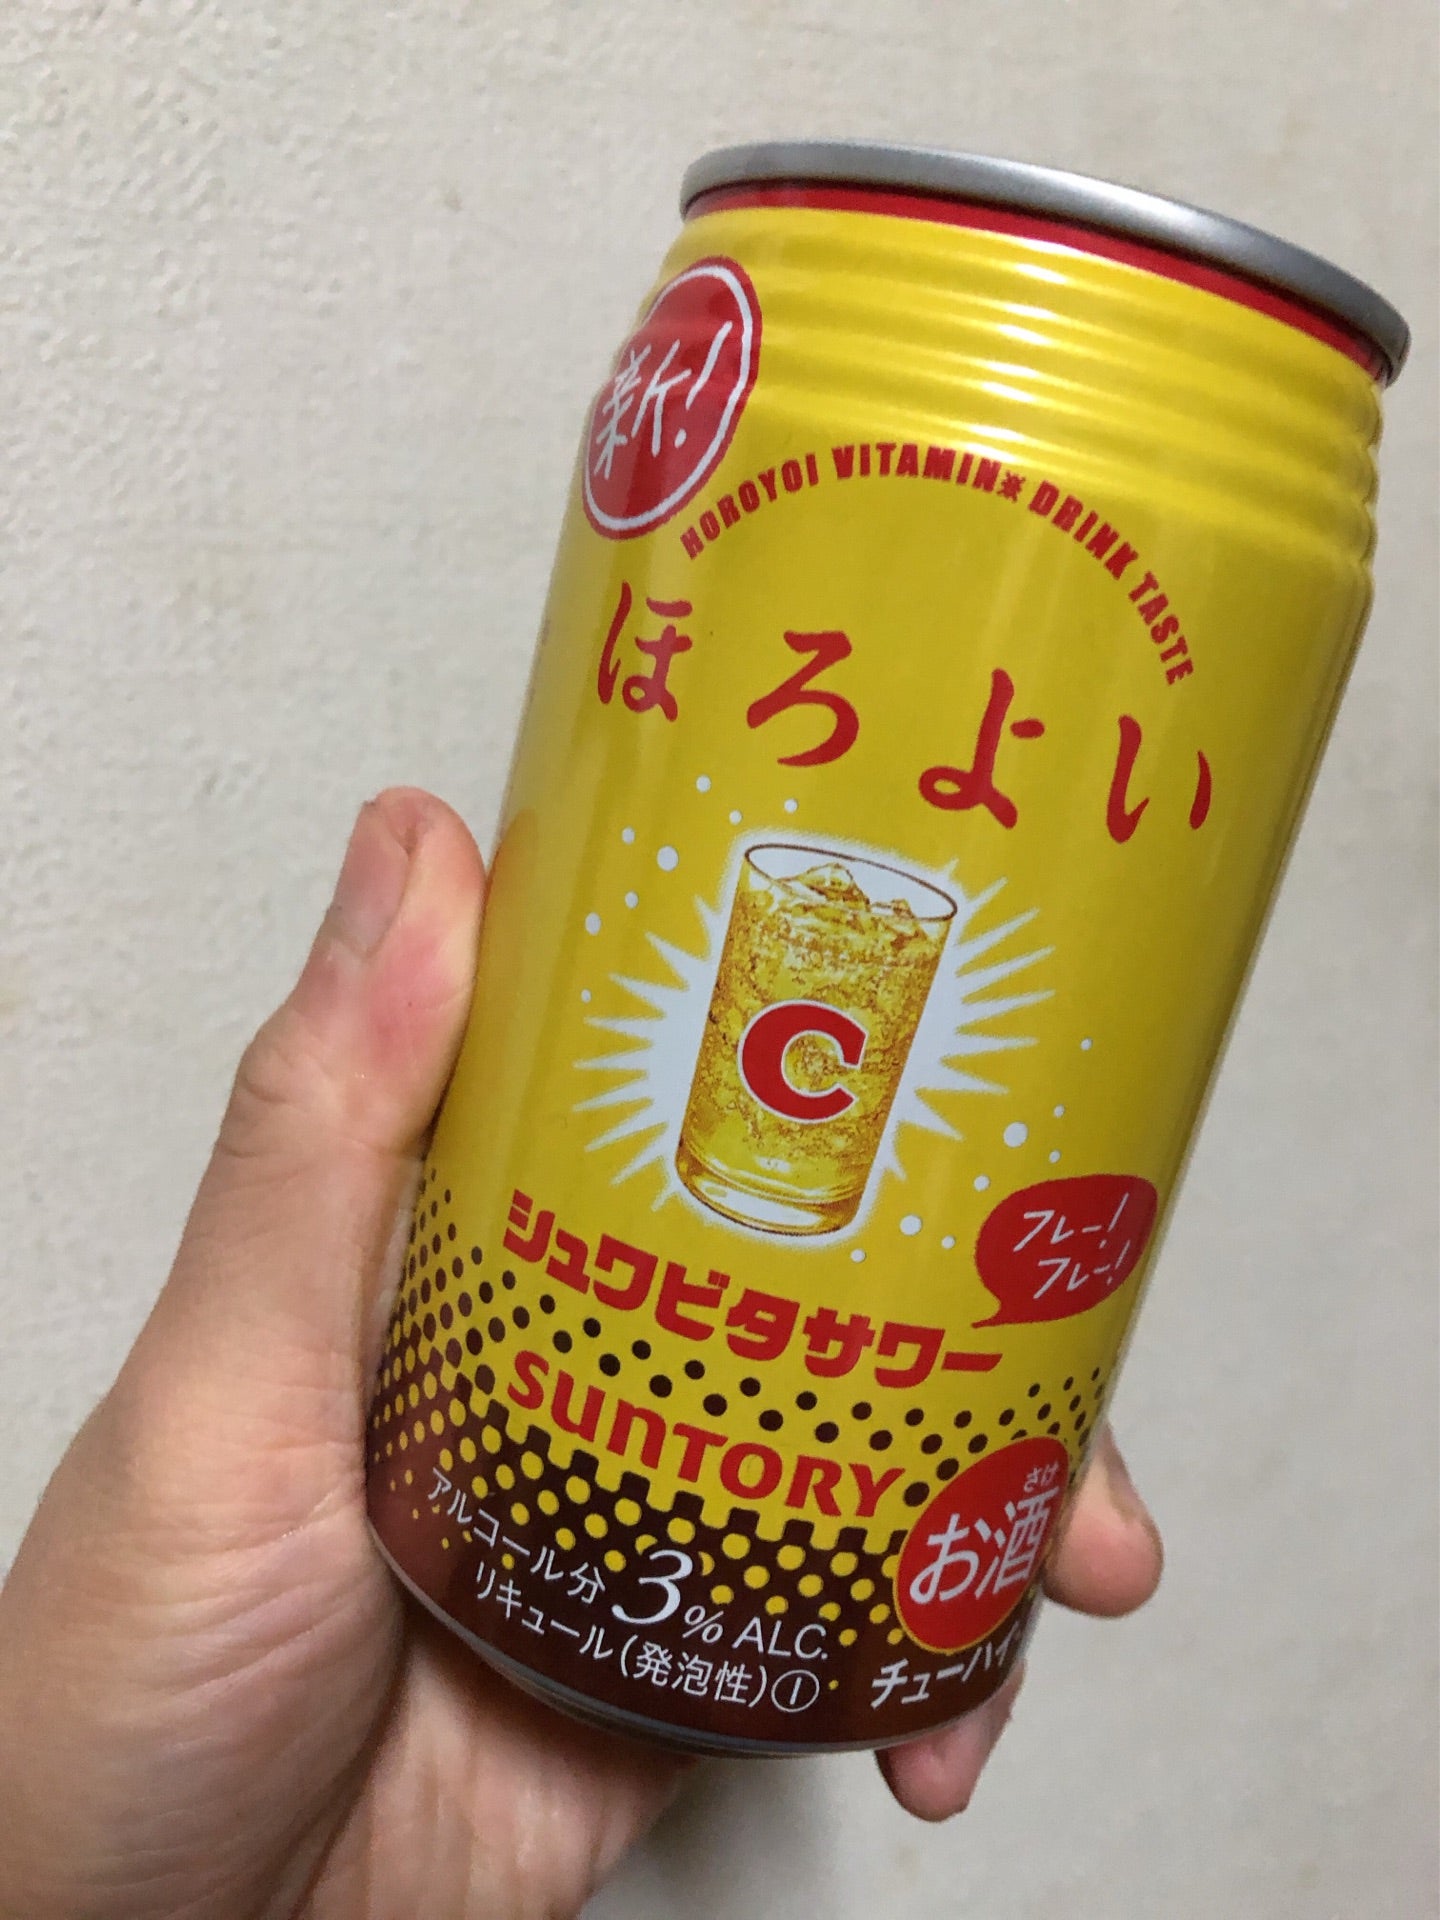 新!
HOROYOI VITAMIN※ DRINK TASTE
ほろよい
C
フレー!
フレー!
シュワビタサワー
SUNTORY
さけ
お酒
アルコール分 3% ALC.
リキュール(発泡性)①
チューハイ